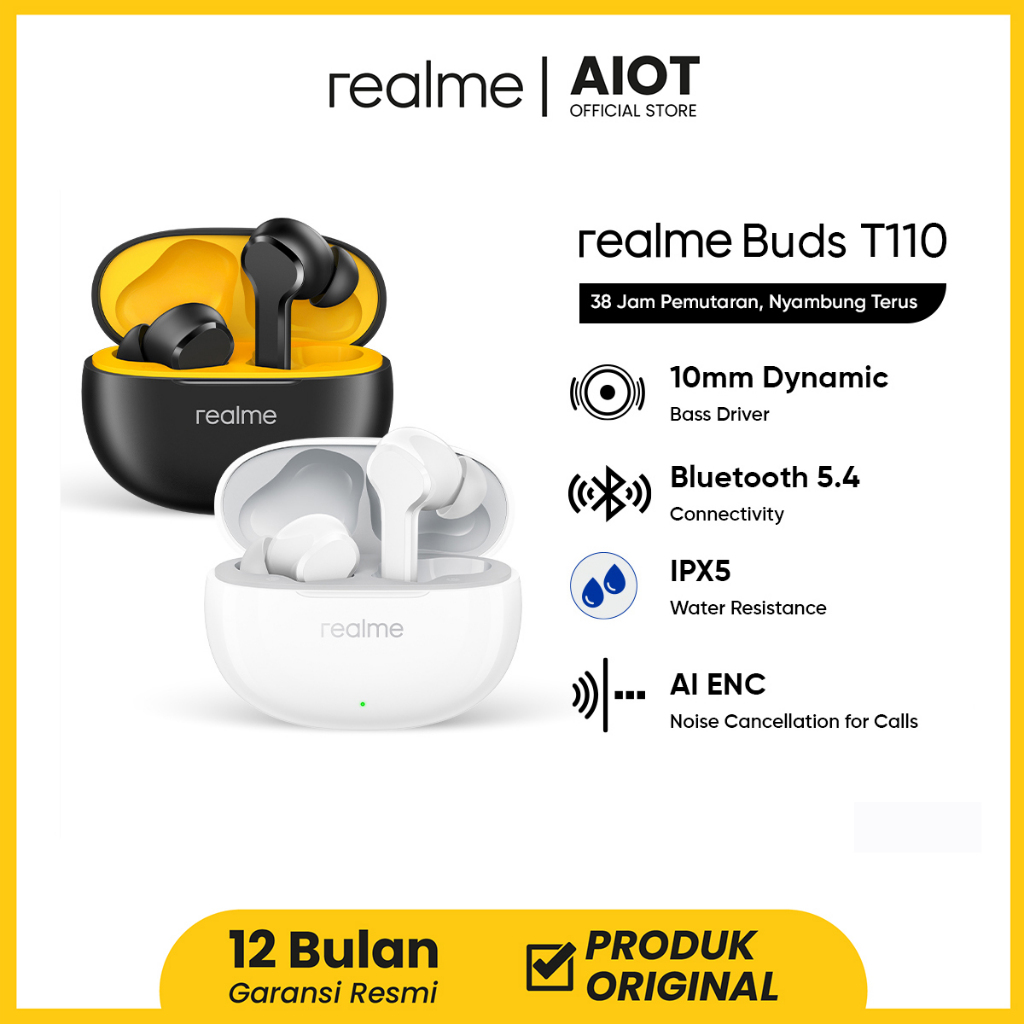 realme | AIOT
OFFICIAL STORE
realme Buds T110
38 Jam Pemutaran, Nyambung Terus
10mm Dynamic
Bass Driver
Bluetooth 5.4
Connectivity
IPX5
Water Resistance
AI ENC
Noise Cancellation for Calls
realme
realme
12 Bulan
Garansi Resmi
PRODUK
ORIGINAL